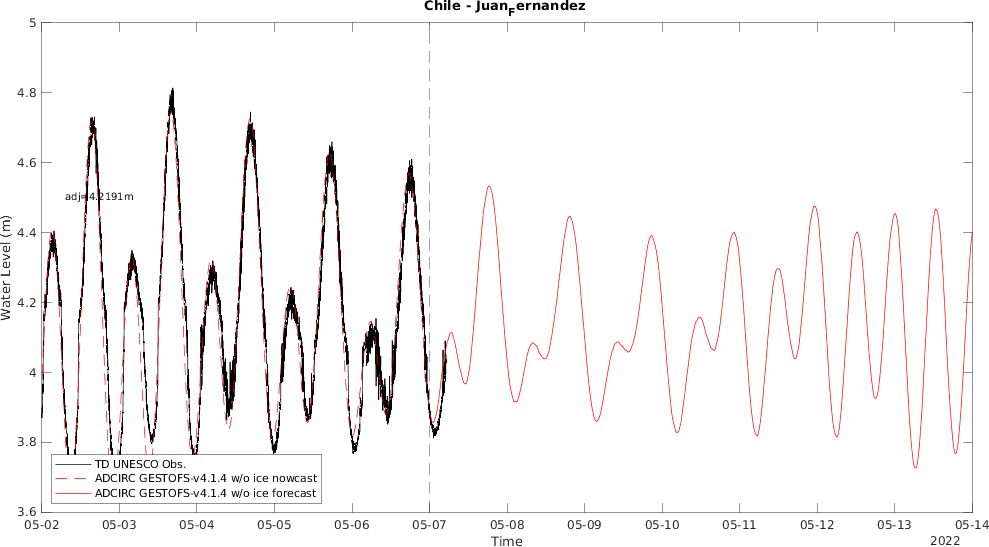 Chile - Juan_Fernandez
5
4.8
4.6
4.4
4.2
4
3.8
3.6
Water Level (m)
adj=4.2191m
TD UNESCO Obs.
ADCIRC GESTOFS-v4.1.4 w/o ice nowcast
ADCIRC GESTOFS-v4.1.4 w/o ice forecast
05-02 05-03 05-04 05-05 05-06 05-07 05-08 05-09 05-10 05-11 05-12 05-13 05-14
Time
2022